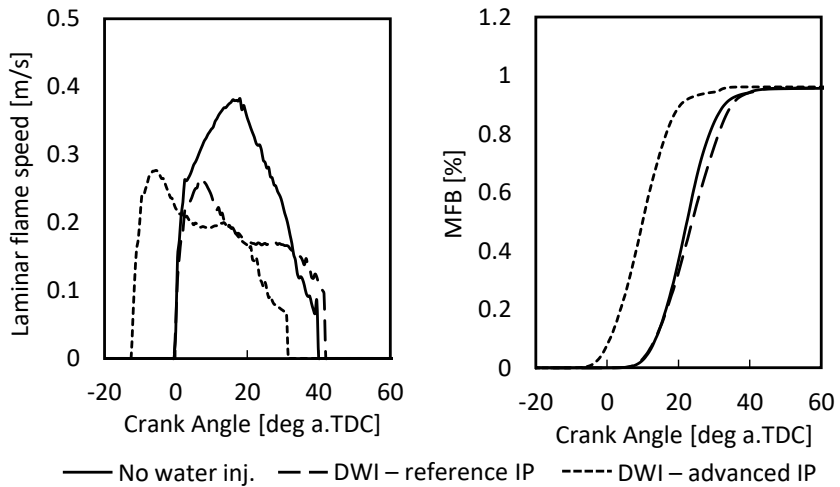 Laminar flame speed [m/s]
0.5
0.4
0.3
0.2
0.1
0
-20 0 20 40 60
Crank Angle [deg a.TDC]
MFB [%]
1.2
1
0.8
0.6
0.4
0.2
0
-20 0 20 40 60
Crank Angle [deg a.TDC]
No water inj. DWI – reference IP DWI – advanced IP